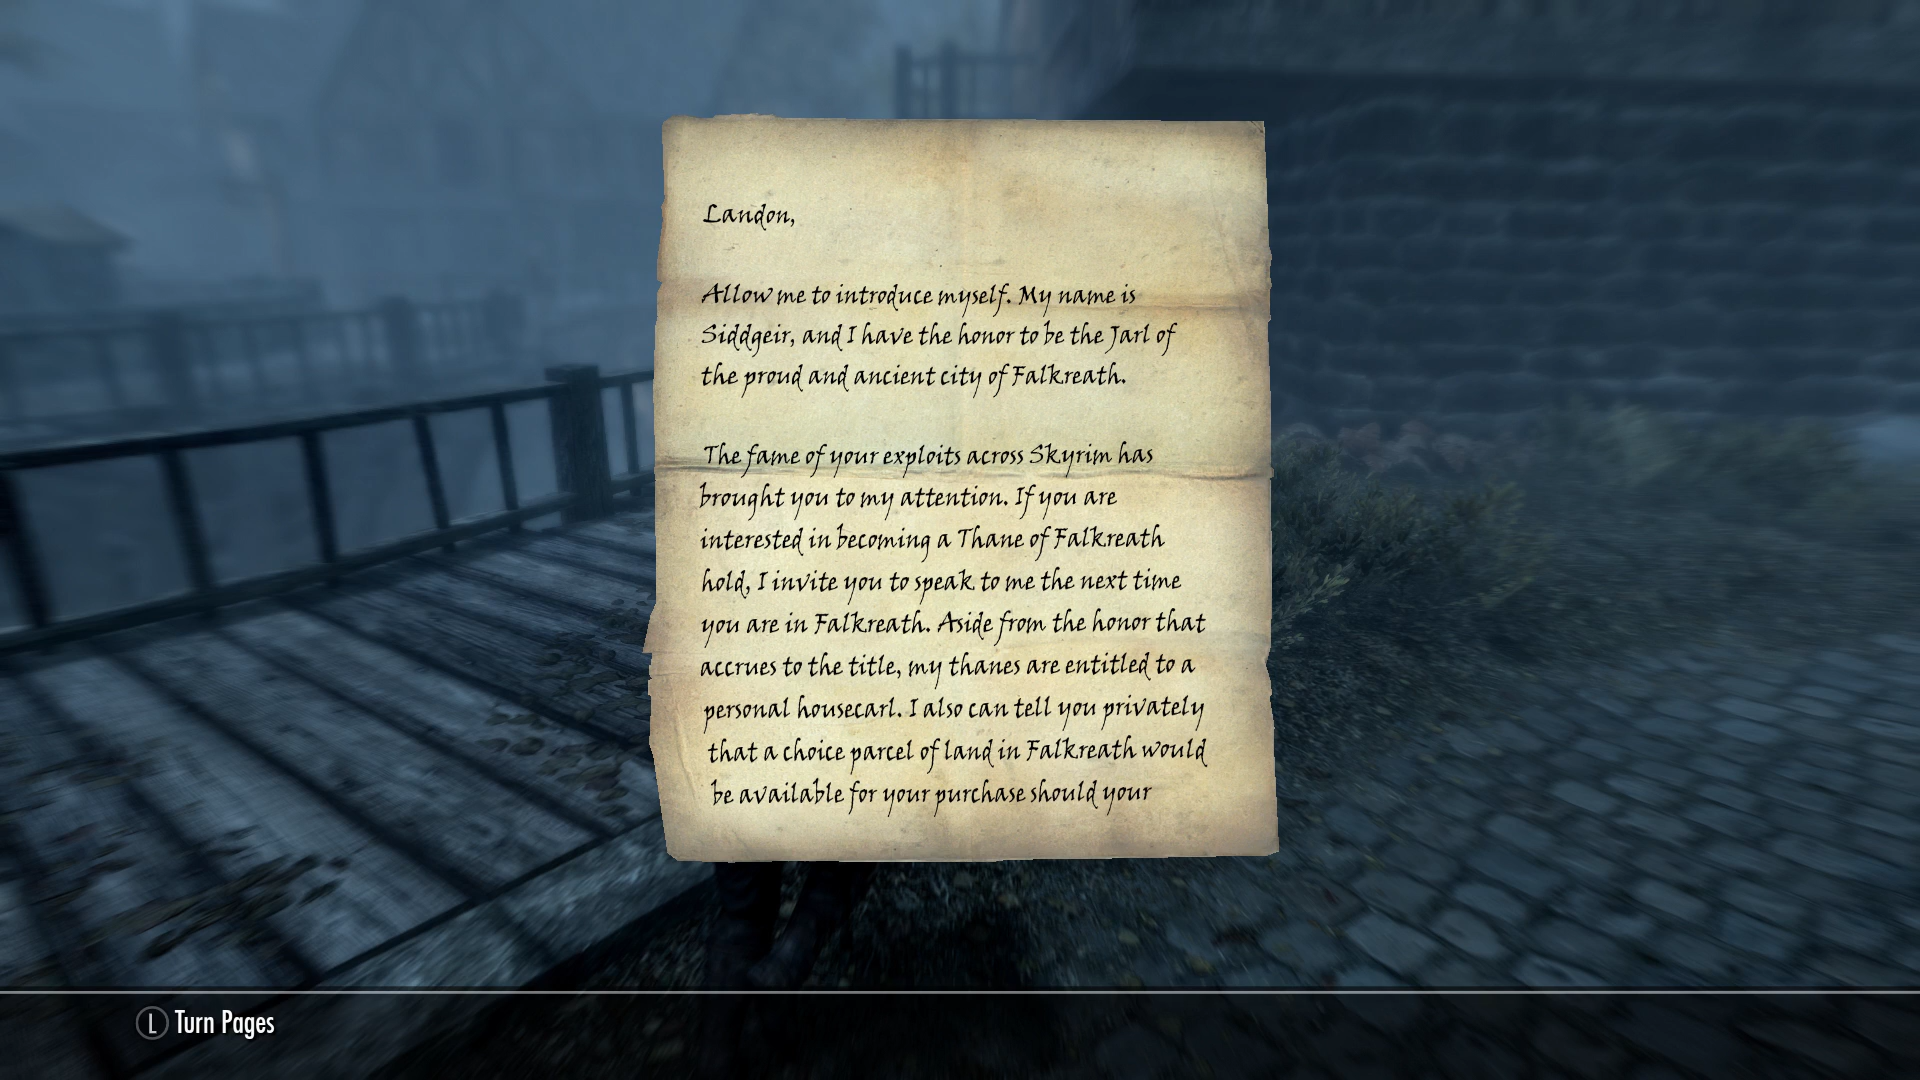 Landon,
Allow me to introduce myself. My name is
Siddgeir, and I have the honor to be the Jarl of
the proud and ancient city of Falkreath.
The fame of your exploits across Skyrim has
brought you to my attention. If you are
interested in becoming a Thane of Falkreath
hold, I invite you to speak to me the next time
you are in Falkreath. Aside from the honor that
accrues to the title, my thanes are entitled to a
personal housecarl. I also can tell you privately
that a choice parcel of land in Falkreath would
be available for your purchase should your
L Turn Pages